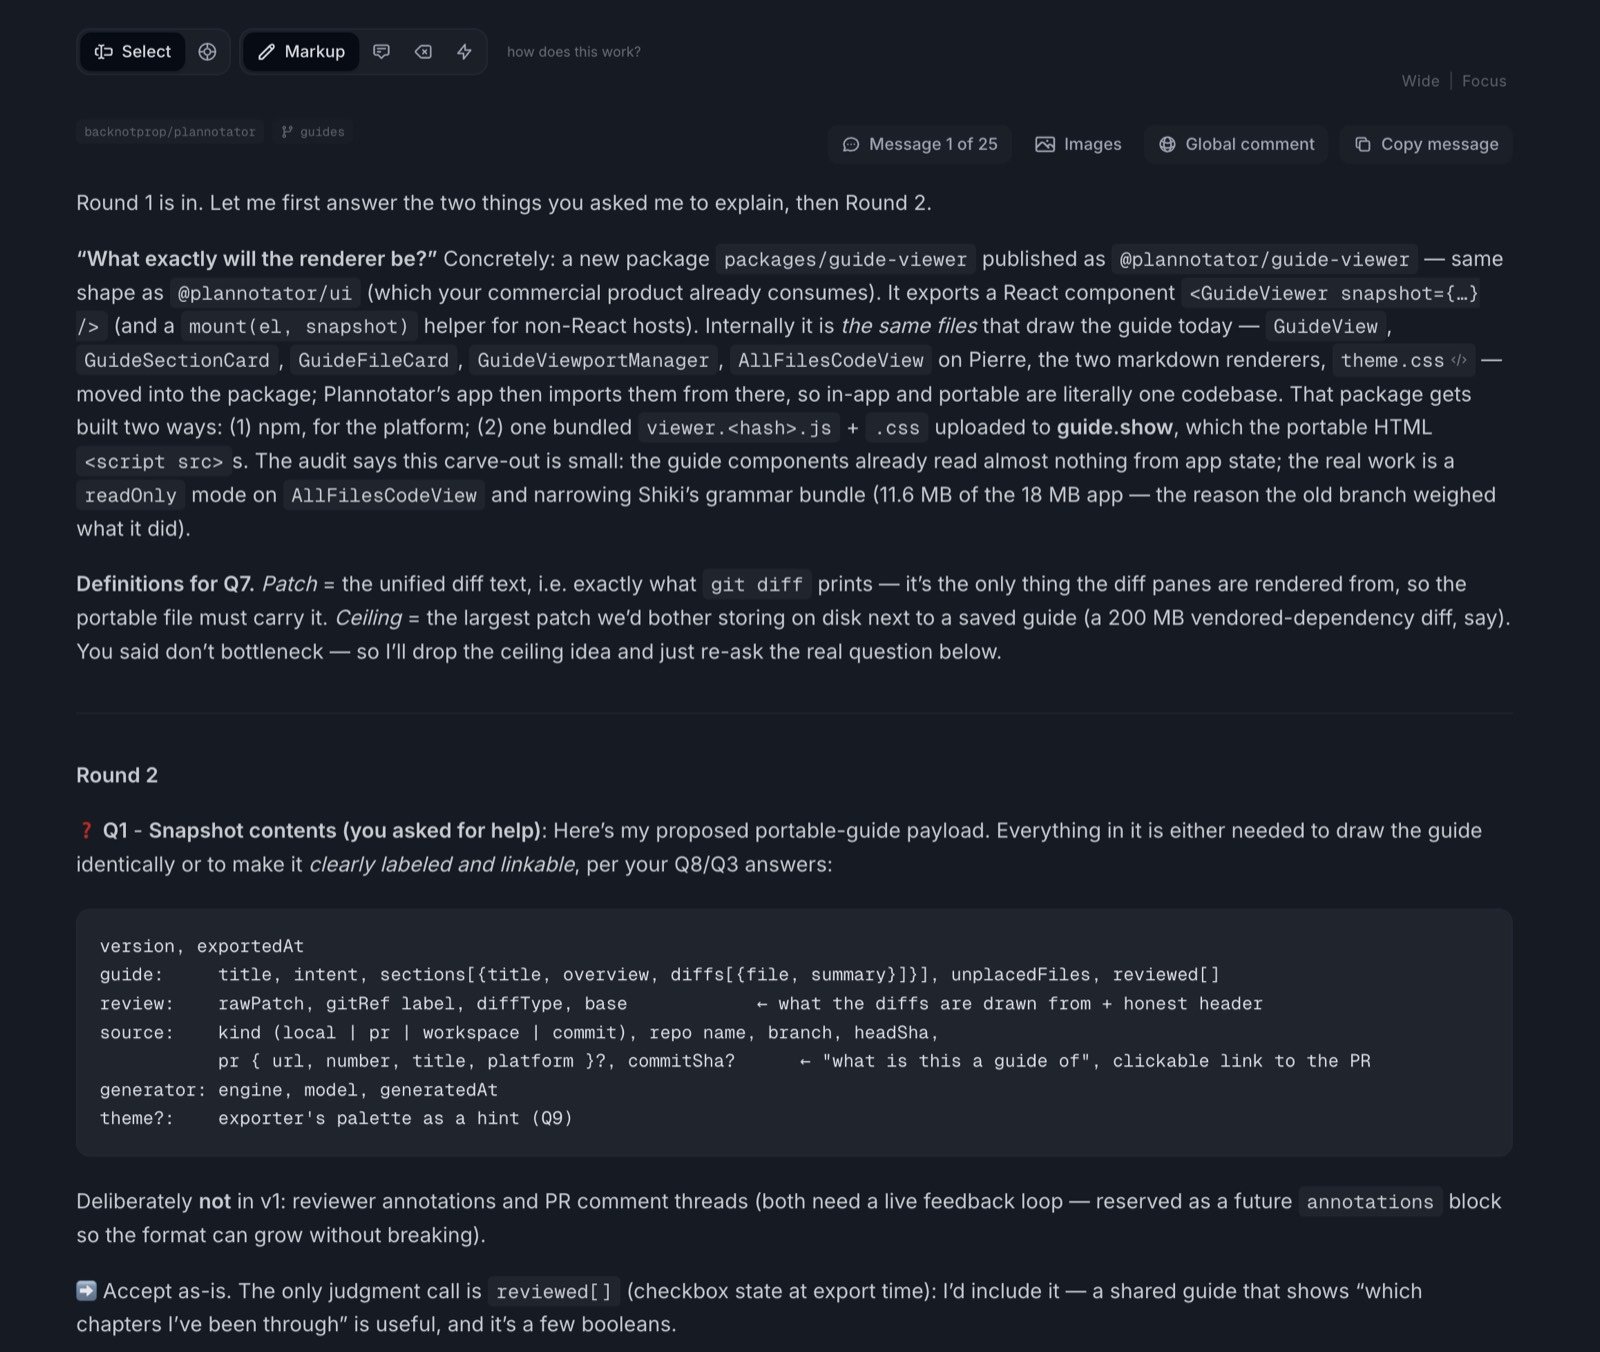 Select
Markup
how does this work?
Wide | Focus
backnotprop/plannotator
guides
Message 1 of 25
Images
Global comment
Copy message
Round 1 is in. Let me first answer the two things you asked me to explain, then Round 2.
“What exactly will the renderer be?” Concretely: a new package packages/guide-viewer published as @plannotator/guide-viewer — same
shape as @plannotator/ui (which your commercial product already consumes). It exports a React component <GuideViewer snapshot={…}
/> (and a mount(el, snapshot) helper for non-React hosts). Internally it is the same files that draw the guide today — GuideView,
GuideSectionCard, GuideFileCard, GuideViewportManager, AllFilesCodeView on Pierre, the two markdown renderers, theme.css </> —
moved into the package; Plannotator’s app then imports them from there, so in-app and portable are literally one codebase. That package gets
built two ways: (1) npm, for the platform; (2) one bundled viewer.<hash>.js + .css uploaded to guide.show, which the portable HTML
<script src> s. The audit says this carve-out is small: the guide components already read almost nothing from app state; the real work is a
readOnly mode on AllFilesCodeView and narrowing Shiki’s grammar bundle (11.6 MB of the 18 MB app — the reason the old branch weighed
what it did).
Definitions for Q7. Patch = the unified diff text, i.e. exactly what git diff prints — it’s the only thing the diff panes are rendered from, so the
portable file must carry it. Ceiling = the largest patch we’d bother storing on disk next to a saved guide (a 200 MB vendored-dependency diff, say).
You said don’t bottleneck — so I’ll drop the ceiling idea and just re-ask the real question below.
Round 2
❓ Q1 - Snapshot contents (you asked for help): Here’s my proposed portable-guide payload. Everything in it is either needed to draw the guide
identically or to make it clearly labeled and linkable, per your Q8/Q3 answers:
version, exportedAt
guide: title, intent, sections[{title, overview, diffs[{file, summary}]}], unplacedFiles, reviewed[]
review: rawPatch, gitRef label, diffType, base ← what the diffs are drawn from + honest header
source: kind (local | pr | workspace | commit), repo name, branch, headSha,
pr { url, number, title, platform }?, commitSha? ← "what is this a guide of", clickable link to the PR
generator: engine, model, generatedAt
theme?: exporter's palette as a hint (Q9)
Deliberately not in v1: reviewer annotations and PR comment threads (both need a live feedback loop — reserved as a future annotations block
so the format can grow without breaking).
➡️ Accept as-is. The only judgment call is reviewed[] (checkbox state at export time): I’d include it — a shared guide that shows “which
chapters I’ve been through” is useful, and it’s a few booleans.